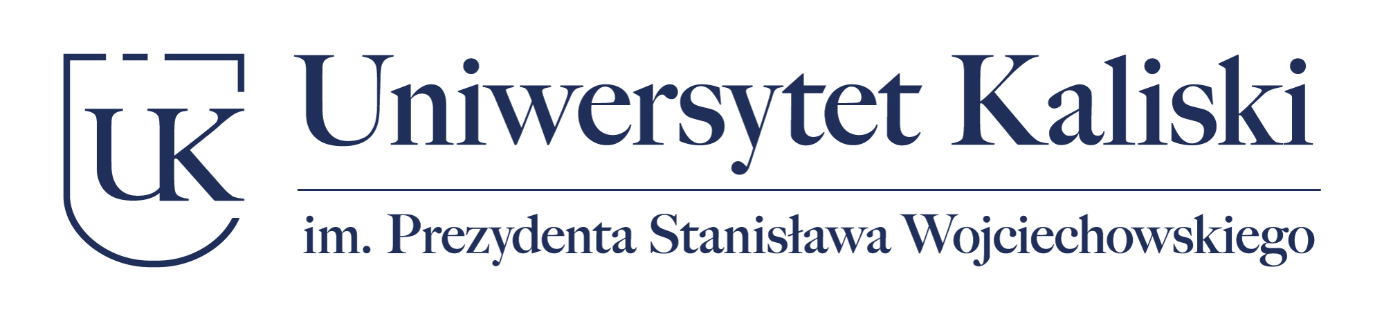 UK
Uniwersytet Kaliski
im. Prezydenta Stanisława Wojciechowskiego